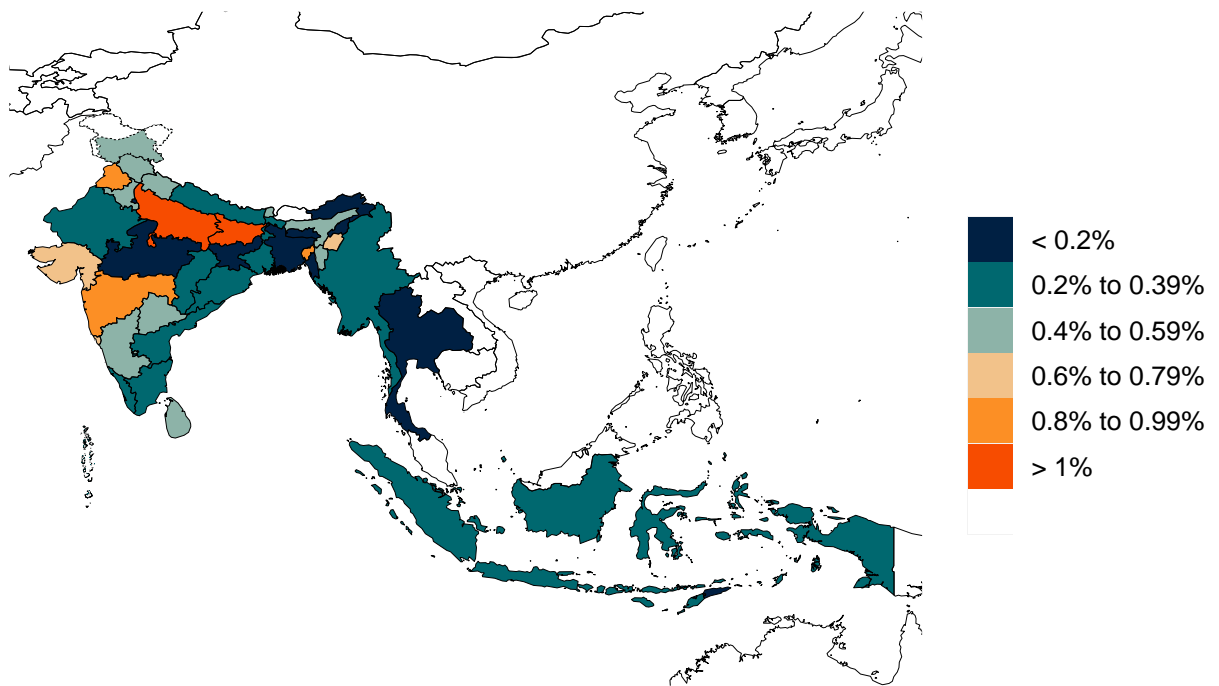 < 0.2%
0.2% to 0.39%
0.4% to 0.59%
0.6% to 0.79%
0.8% to 0.99%
> 1%